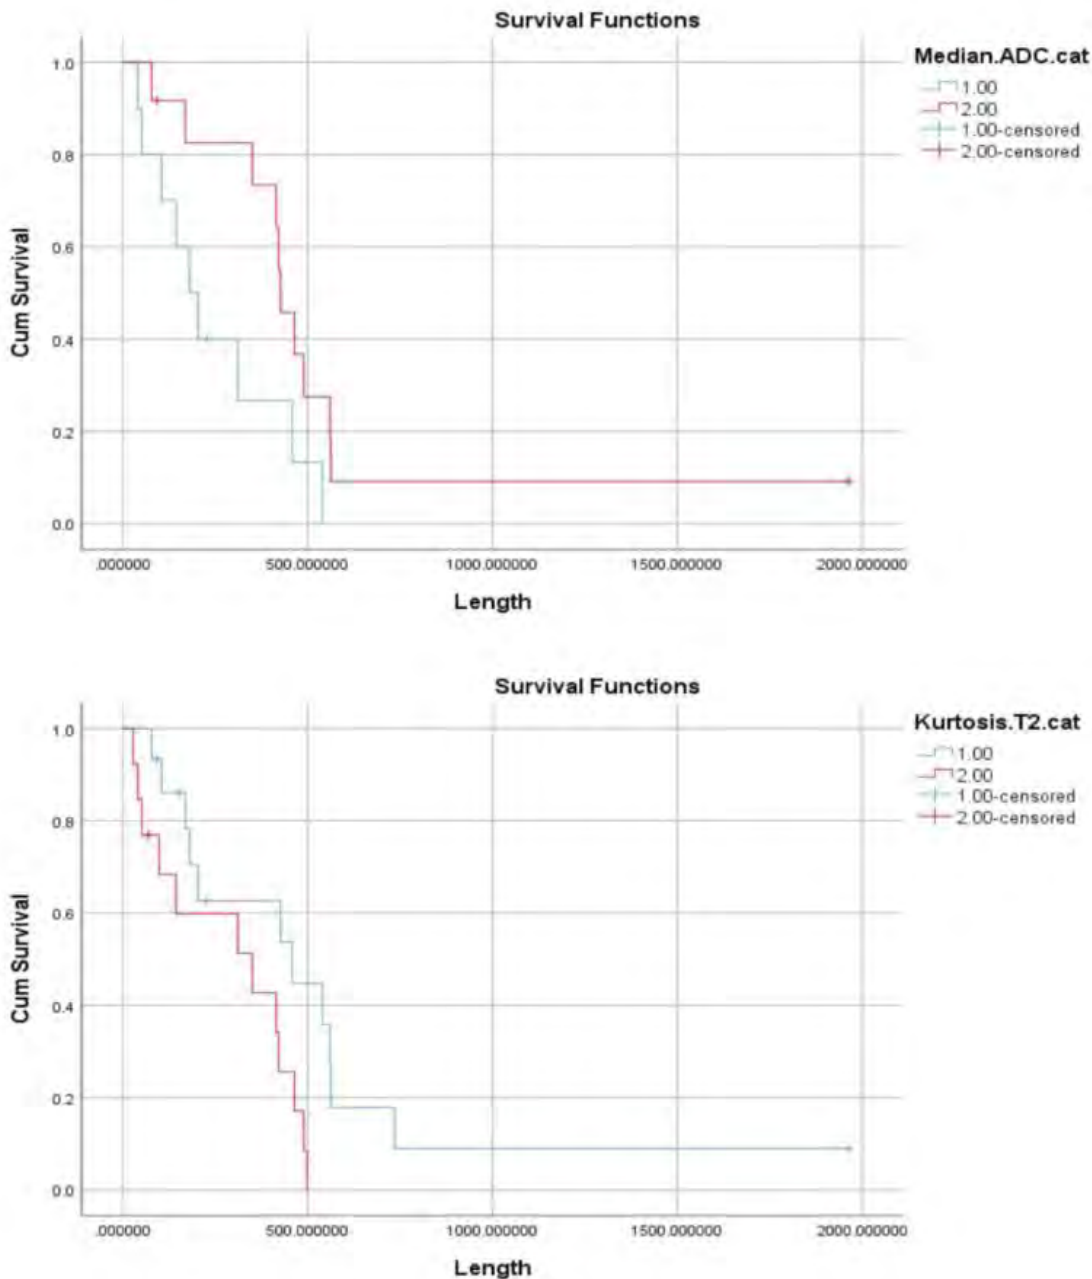 Survival Functions
Median.ADC.cat
1.00
2.00
1.00-censored
2.00-censored
Cum Survival
1.0
0.8
0.6
0.4
0.2
0.0
.000000 500.000000 1000.000000 1500.000000 2000.000000
Length
Survival Functions
Kurtosis.T2.cat
1.00
2.00
1.00-censored
2.00-censored
Cum Survival
1.0
0.8
0.6
0.4
0.2
0.0
.000000 500.000000 1000.000000 1500.000000 2000.000000
Length